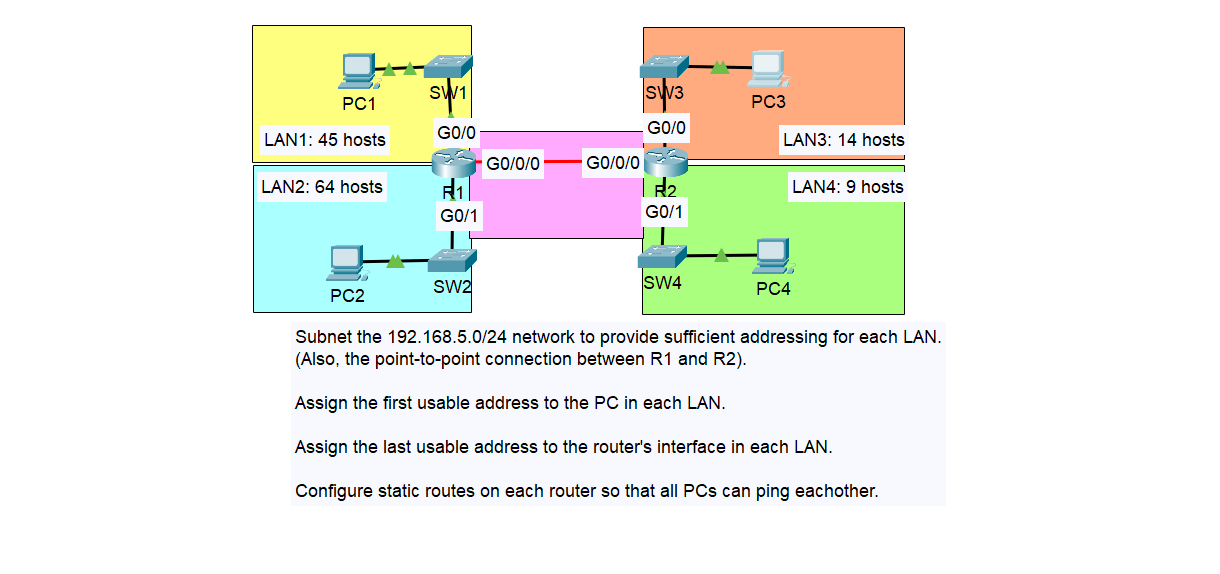 PC1
SW1
G0/0
LAN1: 45 hosts
SW3
PC3
G0/0
LAN3: 14 hosts
G0/0/0
G0/0/0
LAN2: 64 hosts
R1
G0/1
R2
G0/1
LAN4: 9 hosts
PC2
SW2
SW4
PC4
Subnet the 192.168.5.0/24 network to provide sufficient addressing for each LAN.
(Also, the point-to-point connection between R1 and R2).
Assign the first usable address to the PC in each LAN.
Assign the last usable address to the router's interface in each LAN.
Configure static routes on each router so that all PCs can ping eachother.